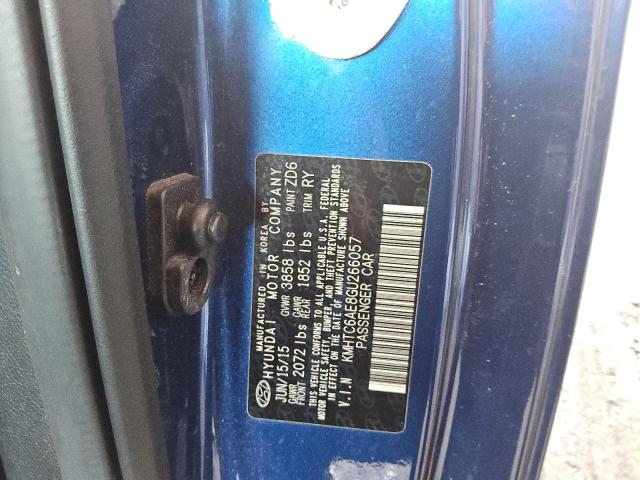 MANUFACTURED IN KOREA BY
HYUNDAI MOTOR COMPANY
JUN/15/15 GVWR 3858 lbs PAINT ZD6
GAWR FRONT 2072 lbs GAWR REAR 1852 lbs TRIM RY
THIS VEHICLE CONFORMS TO ALL APPLICABLE U.S.A. FEDERAL
MOTOR VEHICLE SAFETY, BUMPER, AND THEFT PREVENTION STANDARDS
IN EFFECT ON THE DATE OF MANUFACTURE SHOWN ABOVE.
V.I.N KMHTC6AE8GU266057
PASSENGER CAR